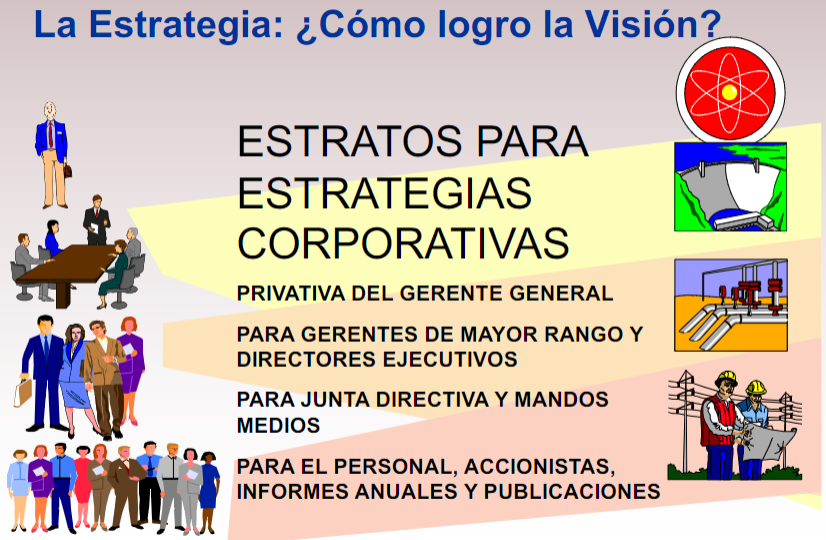 La Estrategia: ¿Cómo logro la Visión?
ESTRATOS PARA
ESTRATEGIAS
CORPORATIVAS
PRIVATIVA DEL GERENTE GENERAL
PARA GERENTES DE MAYOR RANGO Y
DIRECTORES EJECUTIVOS
PARA JUNTA DIRECTIVA Y MANDOS
MEDIOS
PARA EL PERSONAL, ACCIONISTAS,
INFORMES ANUALES Y PUBLICACIONES